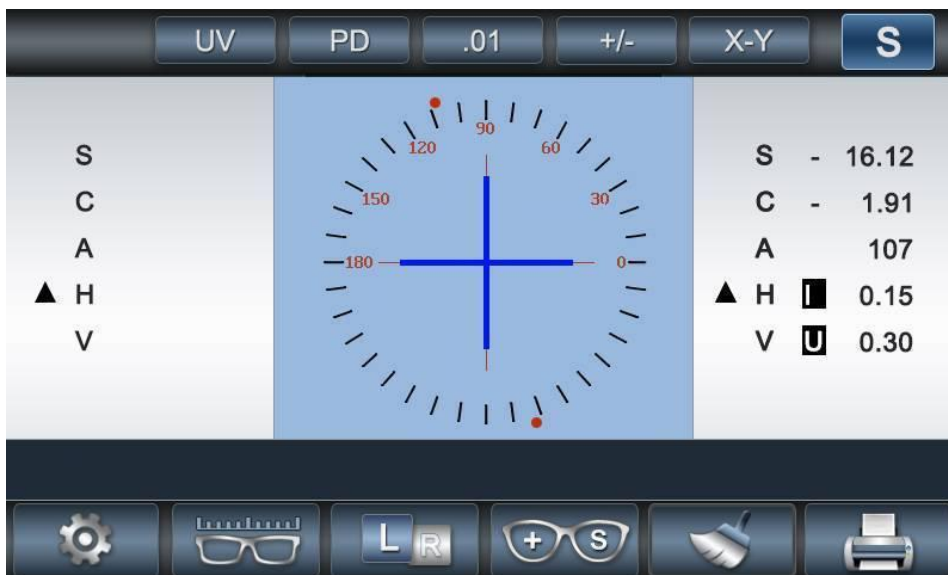 UV PD .01 +/- X-Y S
S
C
A
▲ H
V
90
120 60
150 30
180 0
S - 16.12
C - 1.91
A 107
▲ H I 0.15
V U 0.30
L R + S